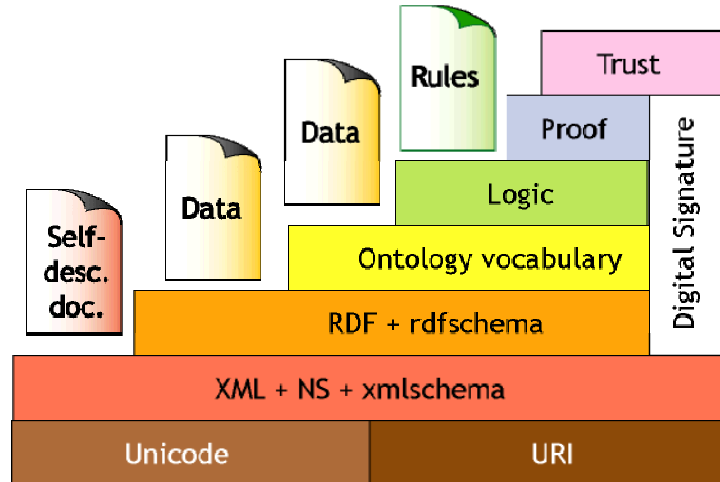 Rules
Trust
Data
Proof
Data
Logic
Self-
desc.
doc.
Ontology vocabulary
Digital Signature
RDF + rdfschema
XML + NS + xmlschema
Unicode
URI